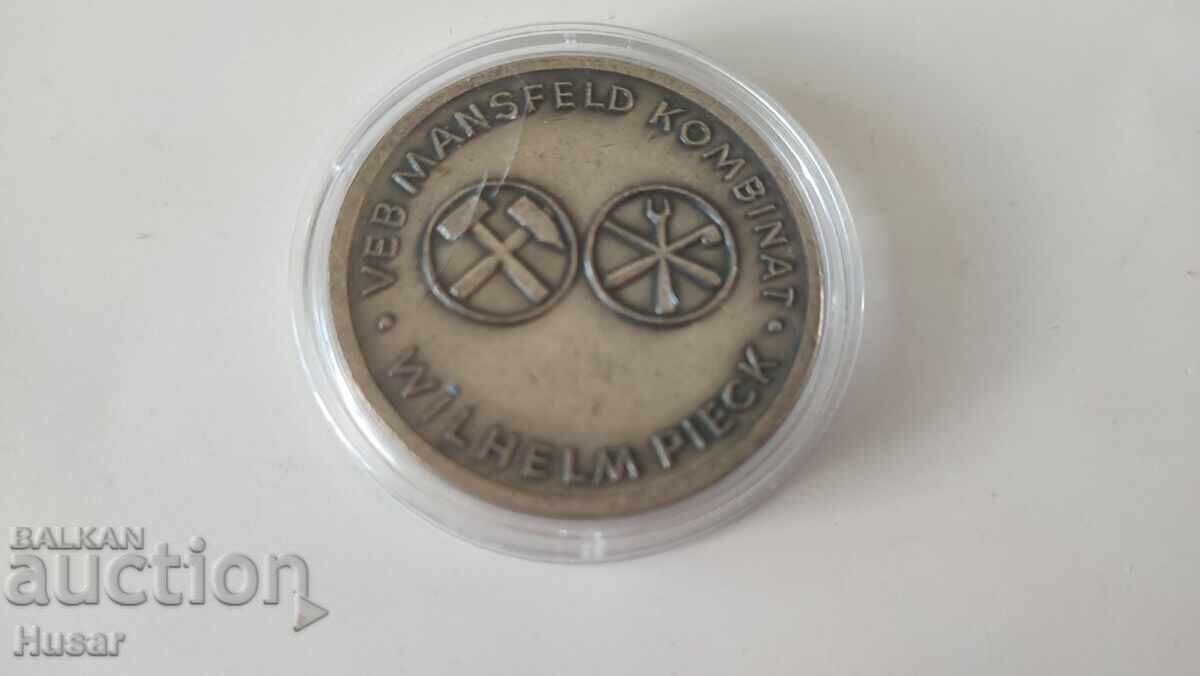 · VEB MANSFELD KOMBINAT ·
WILHELM PIECK
BALKAN
auction
Husar